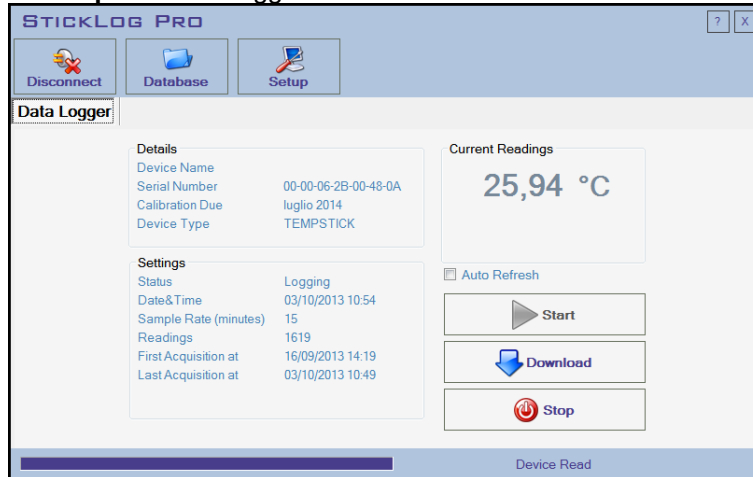 STICKLOG PRO
? X
Disconnect Database Setup
Data Logger
Details
Device Name
Serial Number 00-00-06-2B-00-48-0A
Calibration Due luglio 2014
Device Type TEMPSTICK
Current Readings
25,94 °C
Settings
Status Logging
Date&Time 03/10/2013 10:54
Sample Rate (minutes) 15
Readings 1619
First Acquisition at 16/09/2013 14:19
Last Acquisition at 03/10/2013 10:49
Auto Refresh
Start
Download
Stop
Device Read